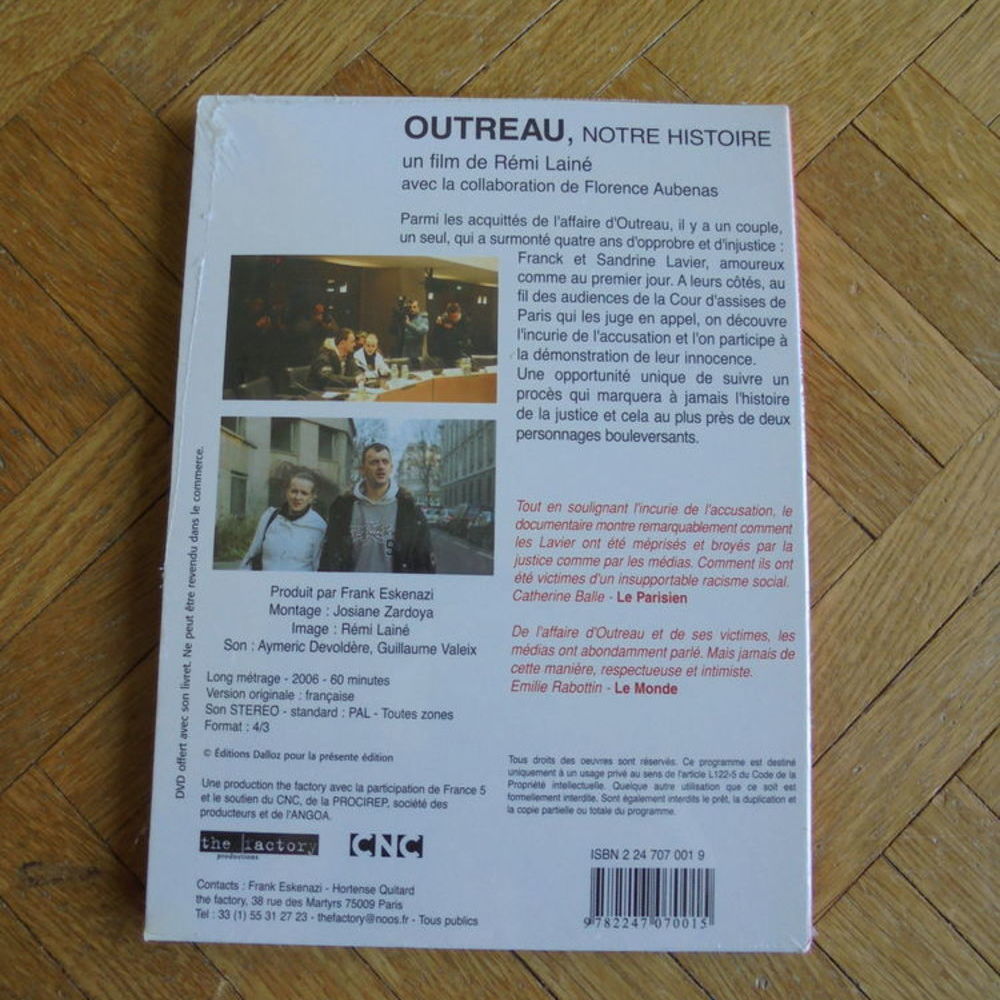 OUTREAU, NOTRE HISTOIRE
un film de Rémi Lainé
avec la collaboration de Florence Aubenas
Parmi les acquittés de l'affaire d'Outreau, il y a un couple,
un seul, qui a surmonté quatre ans d'opprobre et d'injustice :
Franck et Sandrine Lavier, amoureux
comme au premier jour. A leurs côtés, au
fil des audiences de la Cour d'assises de
Paris qui les juge en appel, on découvre
l'incurie de l'accusation et l'on participe à
la démonstration de leur innocence.
Une opportunité unique de suivre un
procès qui marquera à jamais l'histoire
de la justice et cela au plus près de deux
personnages bouleversants.
Tout en soulignant l'incurie de l'accusation, le
documentaire montre remarquablement comment
les Lavier ont été méprisés et broyés par la
justice comme par les médias. Comment ils ont
été victimes d'un insupportable racisme social.
Catherine Balle - Le Parisien
De l'affaire d'Outreau et de ses victimes, les
médias ont abondamment parlé. Mais jamais de
cette manière, respectueuse et intimiste.
Emilie Rabottin - Le Monde
Produit par Frank Eskenazi
Montage : Josiane Zardoya
Image : Rémi Lainé
Son : Aymeric Devoldère, Guillaume Valeix
Long métrage - 2006 - 60 minutes
Version originale : française
Son STEREO - standard : PAL - Toutes zones
Format : 4/3
© Éditions Dalloz pour la présente édition
Une production the factory avec la participation de France 5
et le soutien du CNC, de la PROCIREP, société des
producteurs et de l'ANGOA.
the factory
productions
CNC
Contacts : Frank Eskenazi - Hortense Quitard
the factory, 38 rue des Martyrs 75009 Paris
Tel : 33 (1) 55 31 27 23 - thefactory@noos.fr - Tous publics
DVD offert avec son livret. Ne peut être revendu dans le commerce.
Tous droits des oeuvres sont réservés. Ce programme est destiné
uniquement à un usage privé au sens de l'article L122-5 du Code de la
Propriété intellectuelle. Quelque autre utilisation que ce soit est
formellement interdite. Sont également interdits le prêt, la duplication et
la copie partielle ou totale du programme.
ISBN 2 24 707 001 9
9 782247 070015